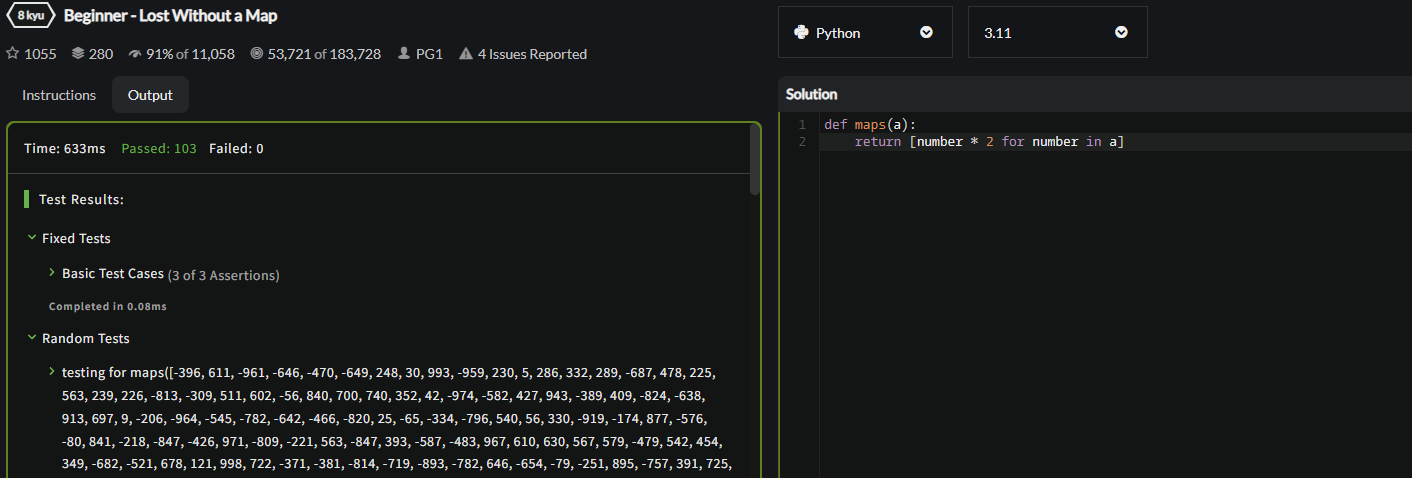 8 kyu Beginner - Lost Without a Map
1055 280 91% of 11,058 53,721 of 183,728 PG1 4 Issues Reported
Instructions Output
Time: 633ms Passed: 103 Failed: 0
Test Results:
Fixed Tests
Basic Test Cases (3 of 3 Assertions)
Completed in 0.08ms
Random Tests
testing for maps([-396, 611, -961, -646, -470, -649, 248, 30, 993, -959, 230, 5, 286, 332, 289, -687, 478, 225,
563, 239, 226, -813, -309, 511, 602, -56, 840, 700, 740, 352, 42, -974, -582, 427, 943, -389, 409, -824, -638,
913, 697, 9, -206, -964, -545, -782, -642, -466, -820, 25, -65, -334, -796, 540, 56, 330, -919, -174, 877, -576,
-80, 841, -218, -847, -426, 971, -809, -221, 563, -847, 393, -587, -483, 967, 610, 630, 567, 579, -479, 542, 454,
349, -682, -521, 678, 121, 998, 722, -371, -381, -814, -719, -893, -782, 646, -654, -79, -251, 895, -757, 391, 725,
Python 3.11
Solution
1 def maps(a):
2 return [number * 2 for number in a]